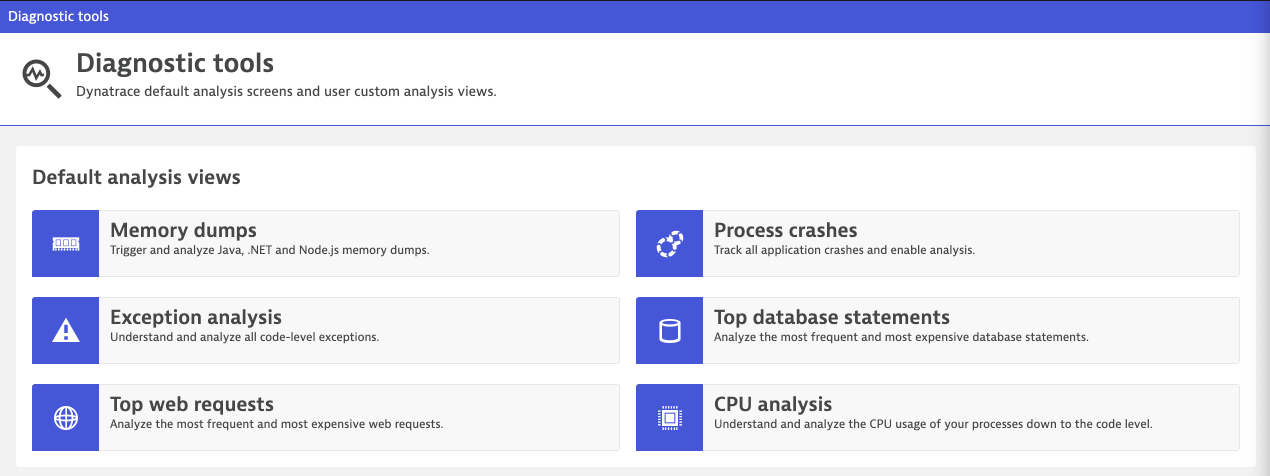 Diagnostic tools
Diagnostic tools
Dynatrace default analysis screens and user custom analysis views.
Default analysis views
Memory dumps
Trigger and analyze Java, .NET and Node.js memory dumps.
Process crashes
Track all application crashes and enable analysis.
Exception analysis
Understand and analyze all code-level exceptions.
Top database statements
Analyze the most frequent and most expensive database statements.
Top web requests
Analyze the most frequent and most expensive web requests.
CPU analysis
Understand and analyze the CPU usage of your processes down to the code level.